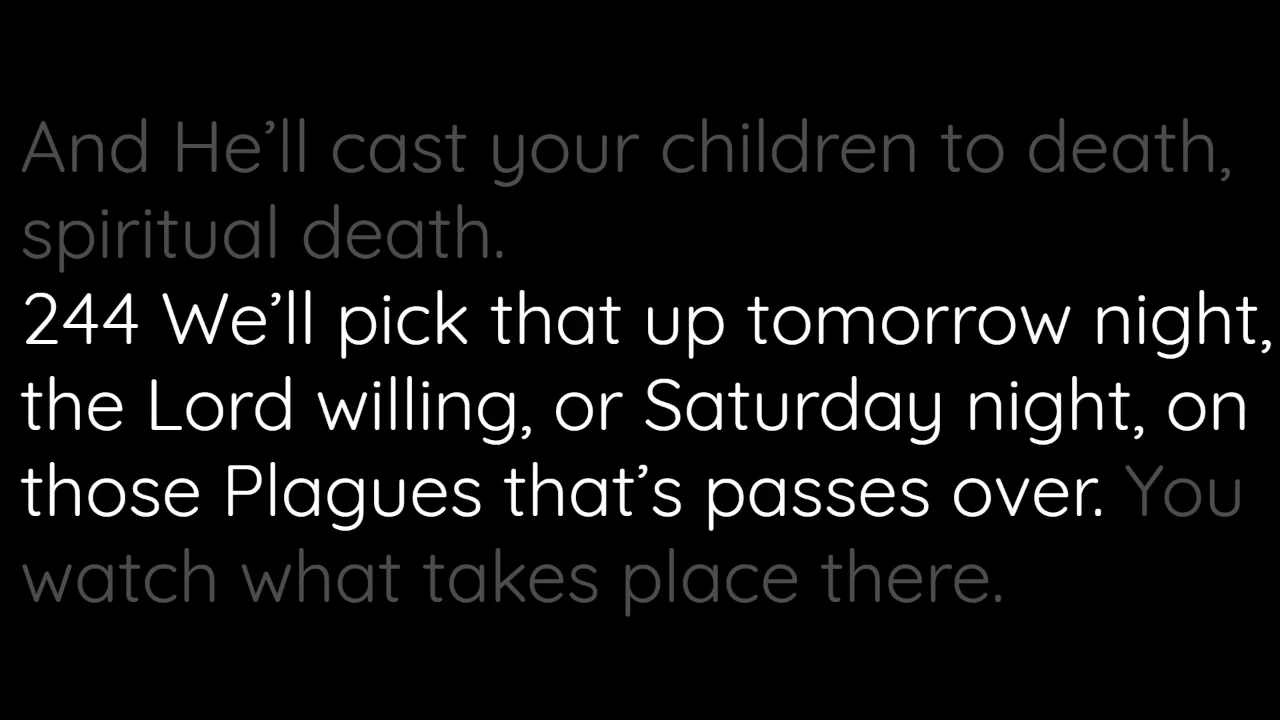 And He’ll cast your children to death,
spiritual death.
244 We’ll pick that up tomorrow night,
the Lord willing, or Saturday night, on
those Plagues that’s passes over. You
watch what takes place there.